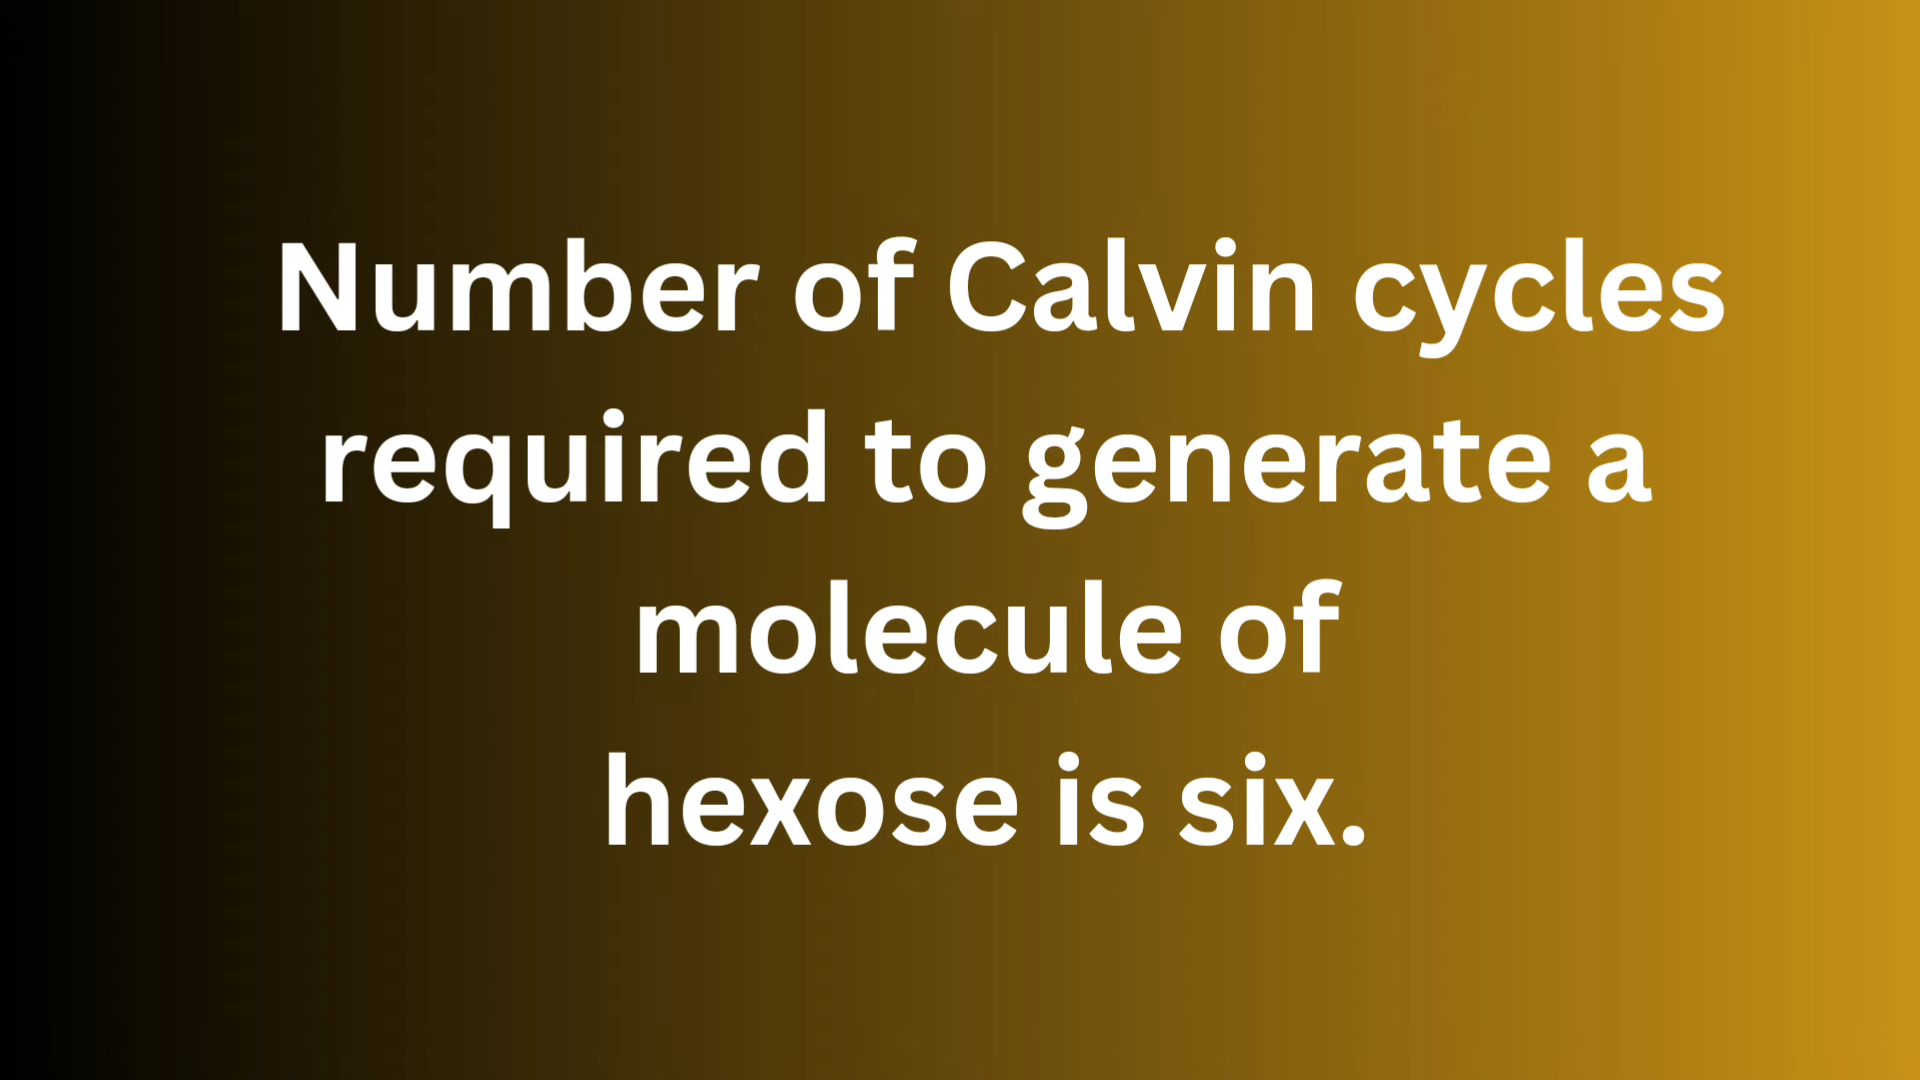 Number of Calvin cycles
required to generate a
molecule of
hexose is six.